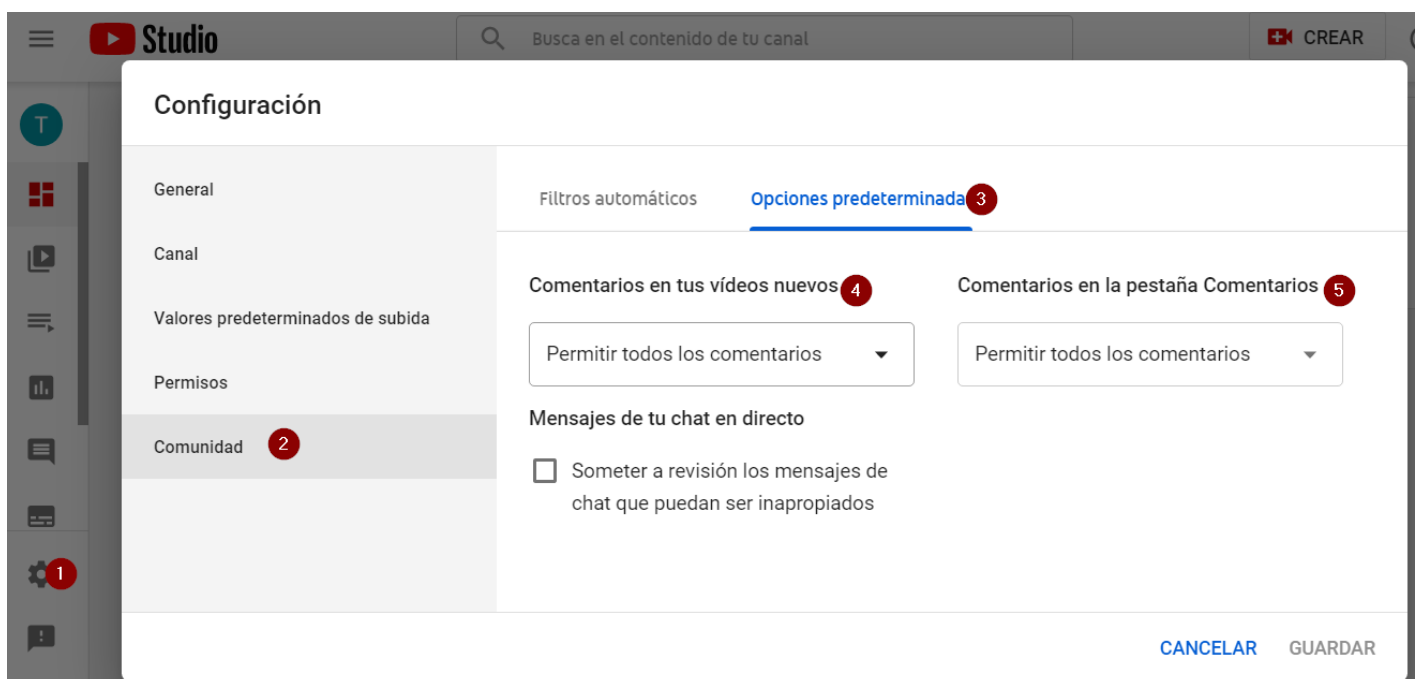 Studio
Busca en el contenido de tu canal
CREAR
T
Configuración
General
Canal
Valores predeterminados de subida
Permisos
Comunidad 2
Filtros automáticos
Opciones predeterminada 3
Comentarios en tus vídeos nuevos 4
Permitir todos los comentarios
Comentarios en la pestaña Comentarios 5
Permitir todos los comentarios
Mensajes de tu chat en directo
Someter a revisión los mensajes de
chat que puedan ser inapropiados
1
CANCELAR
GUARDAR